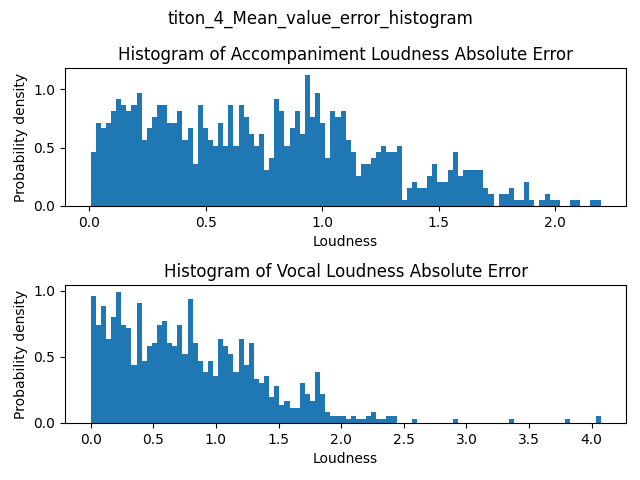 titon_4_Mean_value_error_histogram
Histogram of Accompaniment Loudness Absolute Error
Probability density
1.0
0.5
0.0
0.0 0.5 1.0 1.5 2.0
Loudness
Histogram of Vocal Loudness Absolute Error
Probability density
1.0
0.5
0.0
0.0 0.5 1.0 1.5 2.0 2.5 3.0 3.5 4.0
Loudness